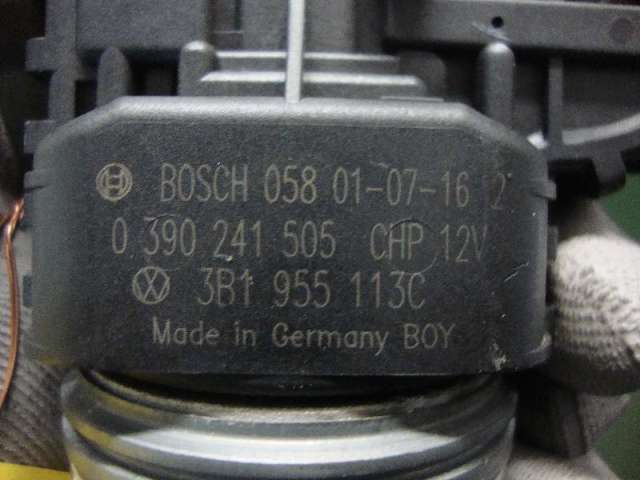 BOSCH 058 01-07-16 2
0 390 241 505 CHP 12V
3B1 955 113C
Made in Germany BOY